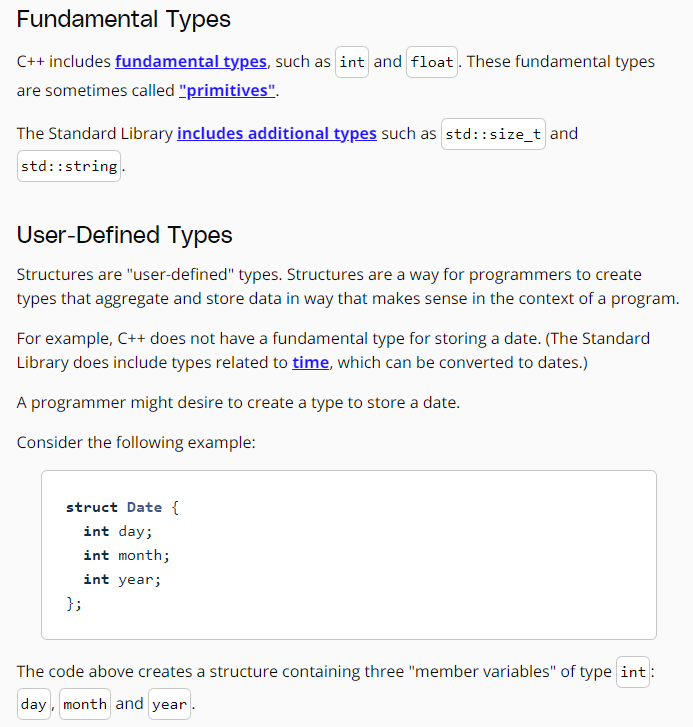 Fundamental Types
C++ includes fundamental types, such as int and float. These fundamental types
are sometimes called "primitives".
The Standard Library includes additional types such as std::size_t and
std::string.
User-Defined Types
Structures are "user-defined" types. Structures are a way for programmers to create
types that aggregate and store data in way that makes sense in the context of a program.
For example, C++ does not have a fundamental type for storing a date. (The Standard
Library does include types related to time, which can be converted to dates.)
A programmer might desire to create a type to store a date.
Consider the following example:
struct Date {
  int day;
  int month;
  int year;
};
The code above creates a structure containing three "member variables" of type int:
day, month and year.